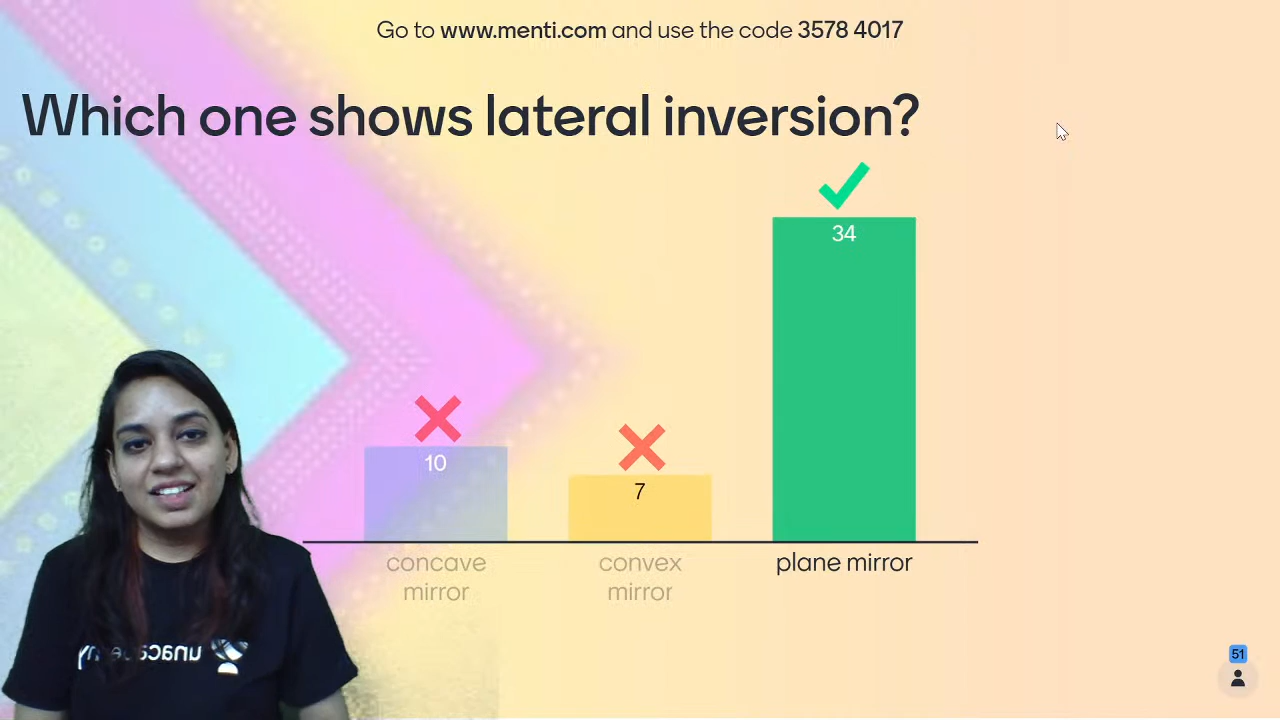 Go to www.menti.com and use the code 3578 4017
Which one shows lateral inversion?
34
10
7
concave
mirror
convex
mirror
plane mirror
unacademy
51